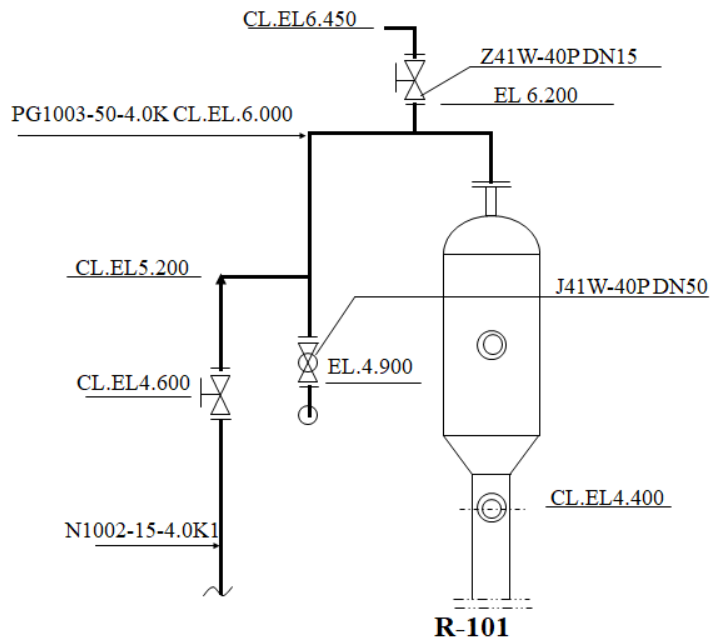 CL.EL6.450
Z41W-40P DN15
EL 6.200
PG1003-50-4.0K CL.EL.6.000
CL.EL5.200
J41W-40P DN50
CL.EL4.600
EL.4.900
CL.EL4.400
N1002-15-4.0K1
R-101